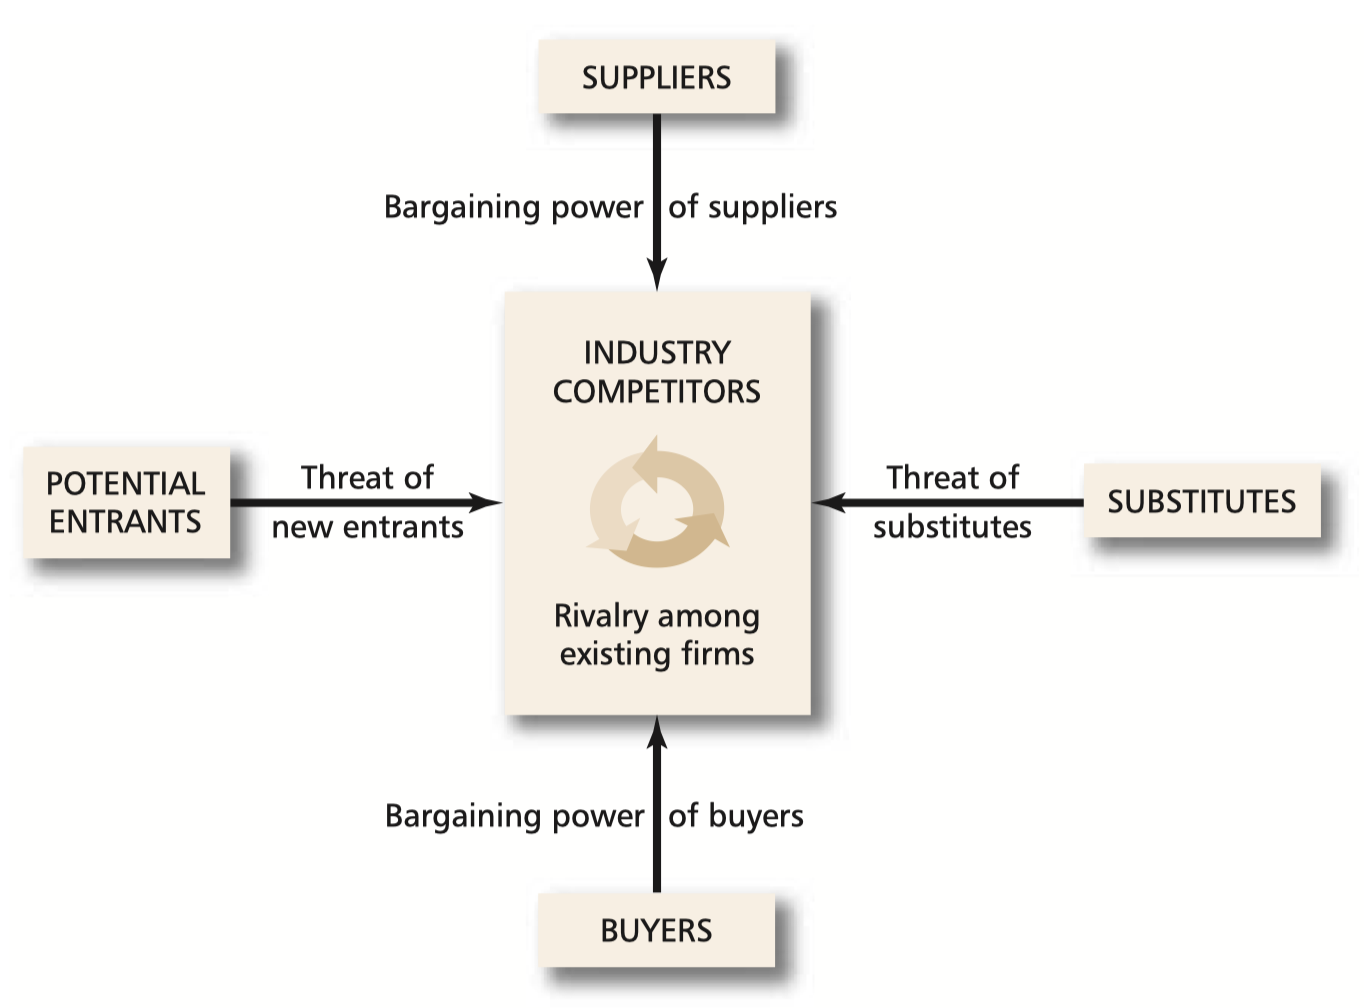 SUPPLIERS
Bargaining power of suppliers
INDUSTRY
COMPETITORS
POTENTIAL
ENTRANTS
Threat of
new entrants
Threat of
substitutes
SUBSTITUTES
Rivalry among
existing firms
Bargaining power of buyers
BUYERS